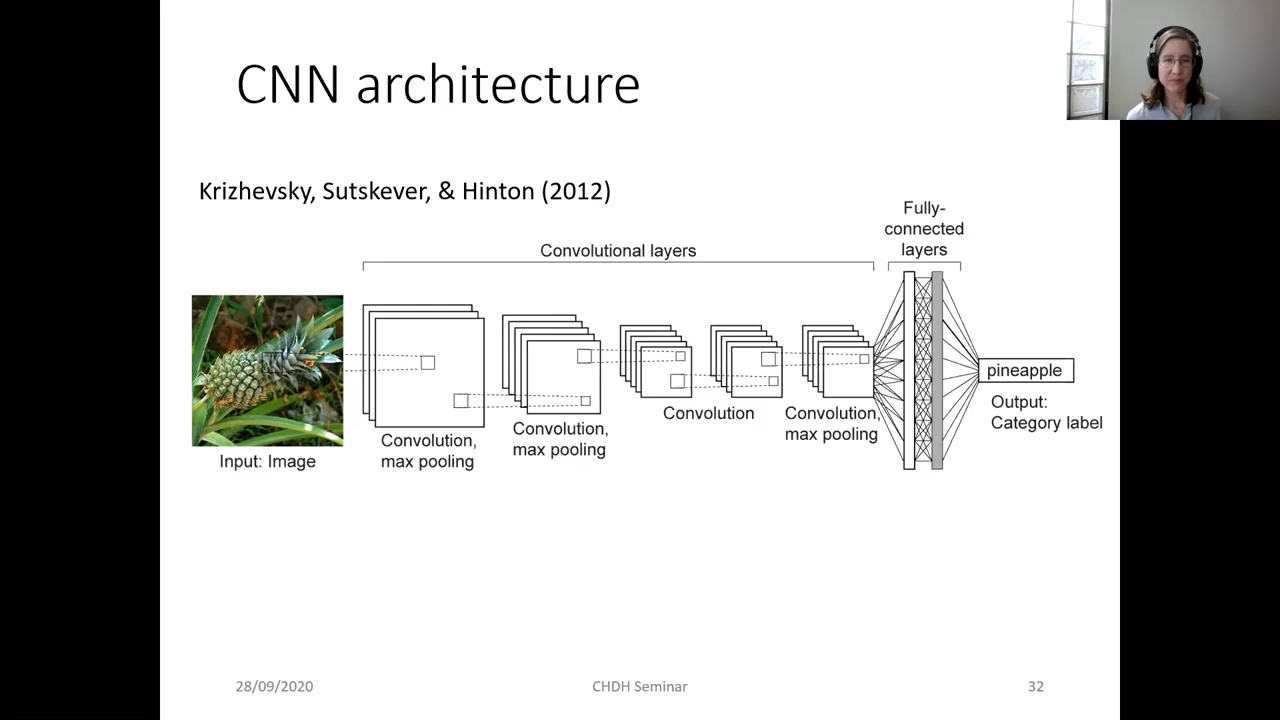 CNN architecture
Krizhevsky, Sutskever, & Hinton (2012)
Fully-
connected
layers
Convolutional layers
pineapple
Output:
Category label
Convolution
Convolution,
max pooling
Convolution,
max pooling
Convolution,
max pooling
Input: Image
28/09/2020
CHDH Seminar
32